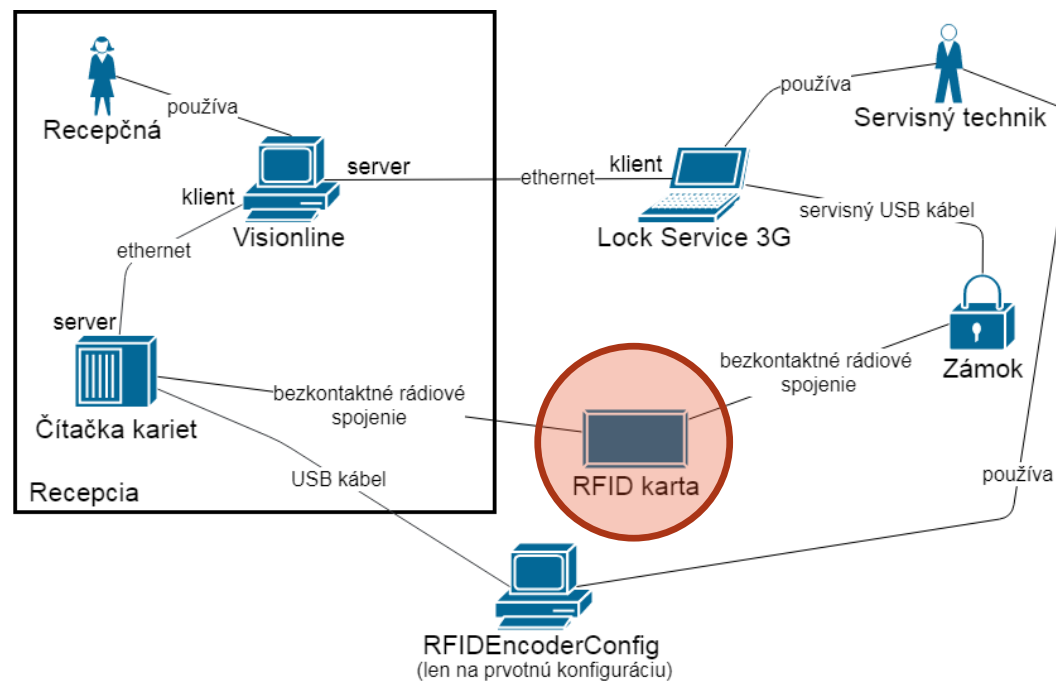 Recepčná
používa
server
klient
Visionline
ethernet
ethernet
klient
Lock Service 3G
používa
Servisný technik
servisný USB kábel
server
Čítačka kariet
bezkontaktné rádiové
spojenie
bezkontaktné rádiové
spojenie
Zámok
RFID karta
USB kábel
Recepcia
používa
RFIDEncoderConfig
(len na prvotnú konfiguráciu)